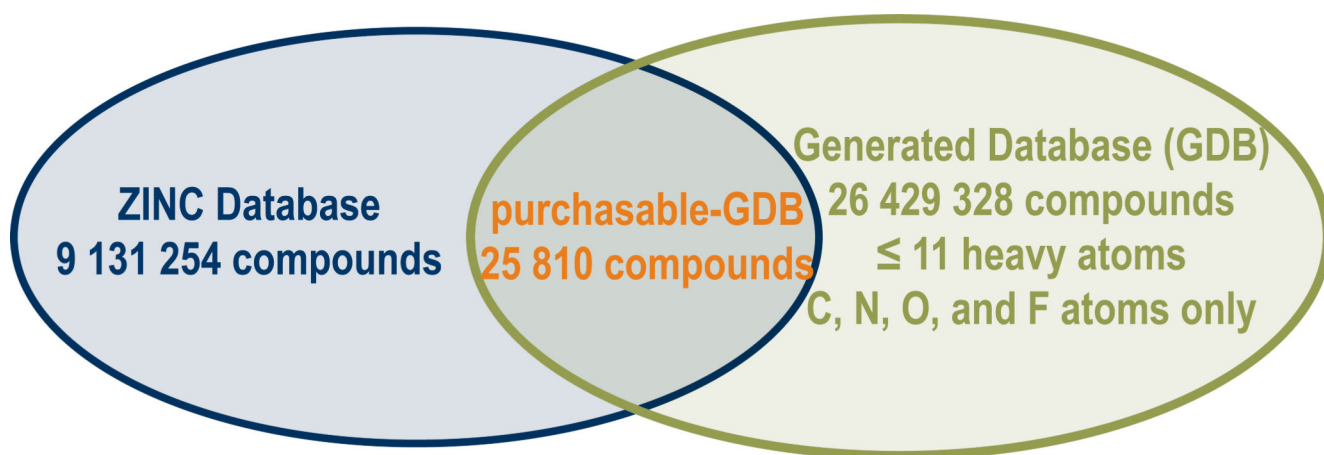 ZINC Database
9 131 254 compounds
purchasable-GDB
25 810 compounds
Generated Database (GDB)
26 429 328 compounds
≤ 11 heavy atoms
C, N, O, and F atoms only